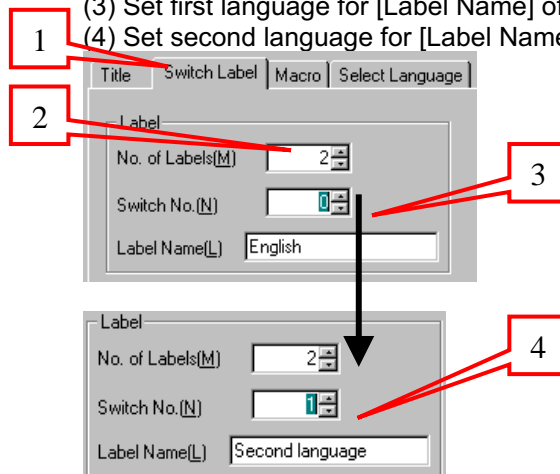 (3) Set first language for [Label Name] of
(4) Set second language for [Label Name
1
Title Switch Label Macro Select Language
2
Label
No. of Labels(M) 2
3
Switch No.(N) 0
Label Name(L) English
Label
No. of Labels(M) 2
4
Switch No.(N) 1
Label Name(L) Second language